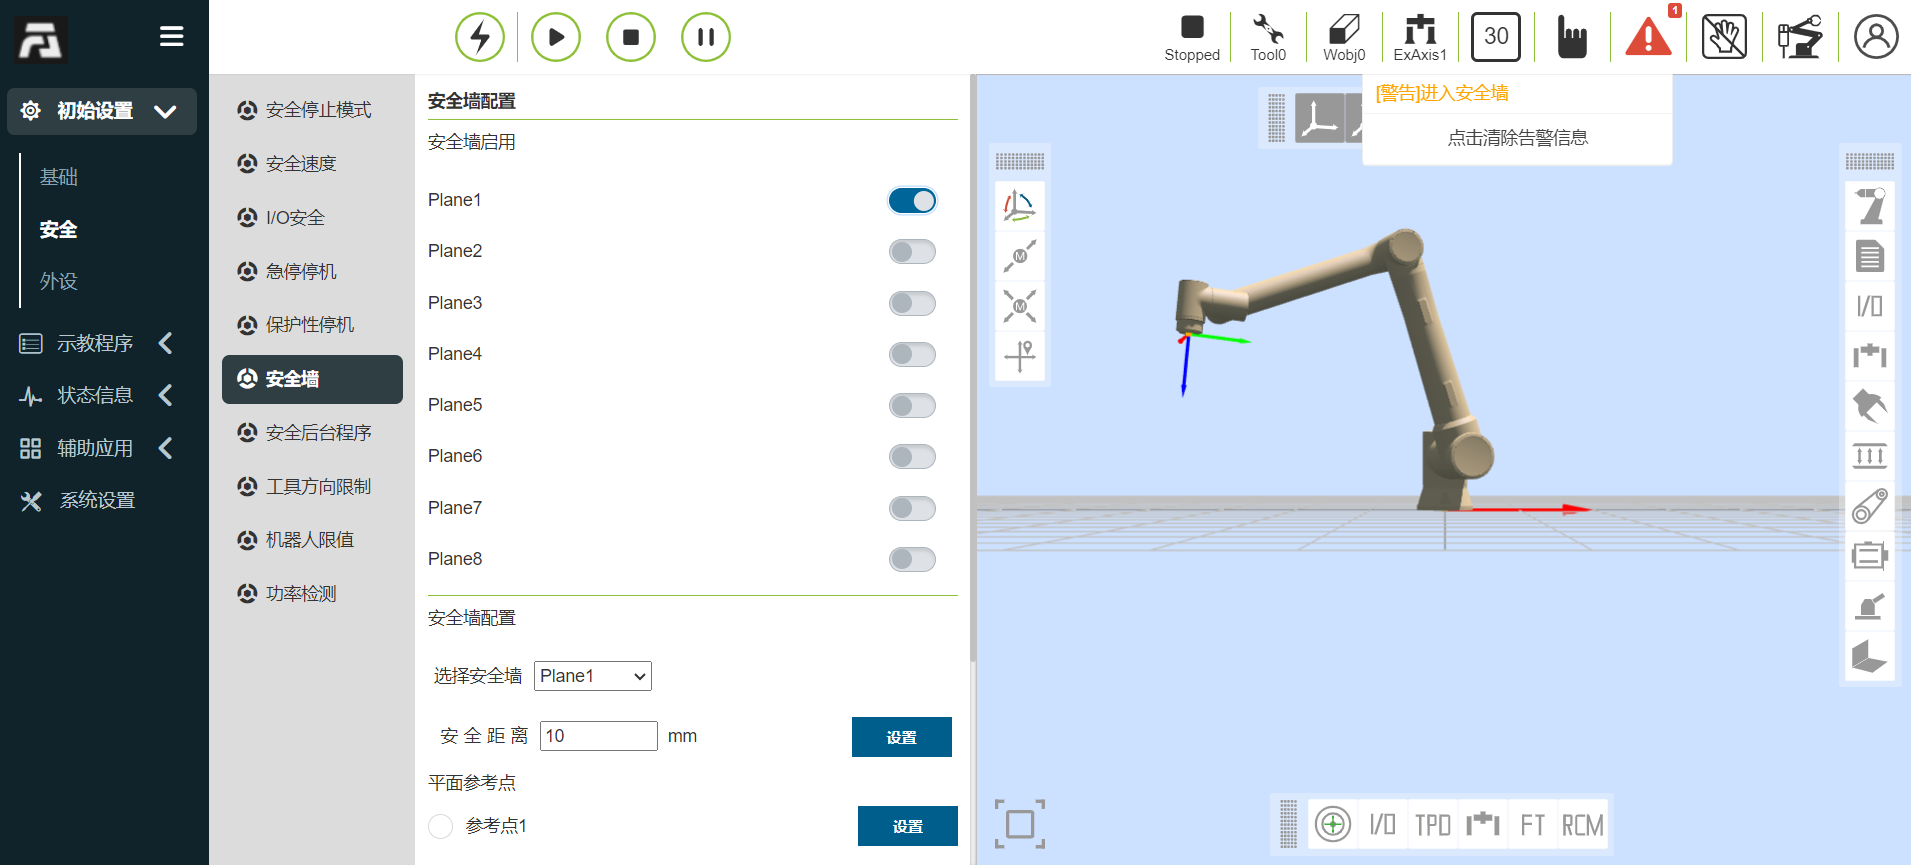 Stopped
Tool0
Wobj0
ExAxis1
30
1
初始设置
基础
安全
外设
示教程序
状态信息
辅助应用
系统设置
安全停止模式
安全速度
I/O安全
急停停机
保护性停机
安全墙
安全后台程序
工具方向限制
机器人限值
功率检测
安全墙配置
安全墙启用
Plane1
Plane2
Plane3
Plane4
Plane5
Plane6
Plane7
Plane8
安全墙配置
选择安全墙 Plane1
安全距离 10 mm 设置
平面参考点
参考点1 设置
[警告]进入安全墙
点击清除告警信息
M
M
I/O
I/O TPD FT RCM